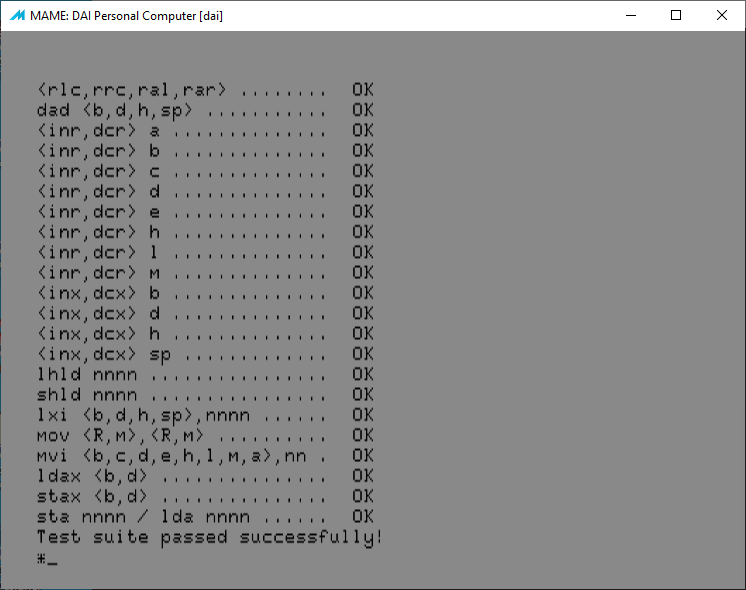 MAME: DAI Personal Computer [dai]
<rlc,rrc,ral,rar> ........  OK
dad <b,d,h,sp> ...........  OK
<inr,dcr> a ..............  OK
<inr,dcr> b ..............  OK
<inr,dcr> c ..............  OK
<inr,dcr> d ..............  OK
<inr,dcr> e ..............  OK
<inr,dcr> h ..............  OK
<inr,dcr> l ..............  OK
<inr,dcr> m ..............  OK
<inx,dcx> b ..............  OK
<inx,dcx> d ..............  OK
<inx,dcx> h ..............  OK
<inx,dcx> sp .............  OK
lhld nnnn ................  OK
shld nnnn ................  OK
lxi <b,d,h,sp>,nnnn ......  OK
mov <R,m>,<R,m> ..........  OK
mvi <b,c,d,e,h,l,m,a>,nn .  OK
ldax <b,d> ...............  OK
stax <b,d> ...............  OK
sta nnnn / lda nnnn ......  OK
Test suite passed successfully!
*_